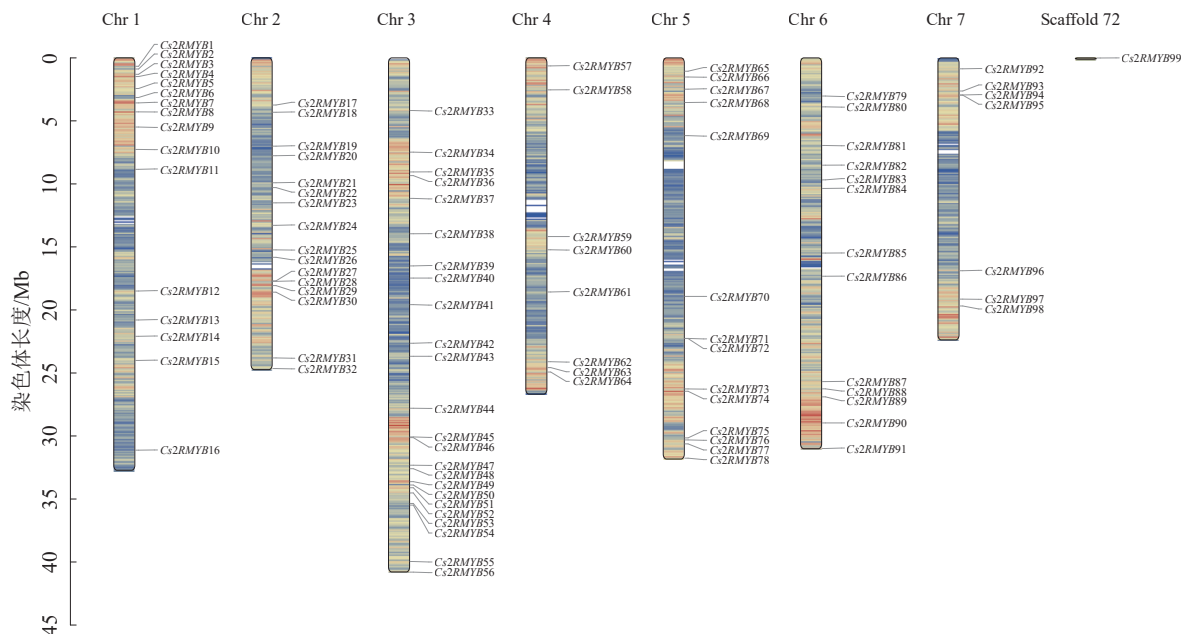 Chr 1
Chr 2
Chr 3
Chr 4
Chr 5
Chr 6
Chr 7
Scaffold 72
染色体长度/Mb
0
5
10
15
20
25
30
35
40
45
Cs2RMYB1
Cs2RMYB2
Cs2RMYB3
Cs2RMYB4
Cs2RMYB5
Cs2RMYB6
Cs2RMYB7
Cs2RMYB8
Cs2RMYB9
Cs2RMYB10
Cs2RMYB11
Cs2RMYB12
Cs2RMYB13
Cs2RMYB14
Cs2RMYB15
Cs2RMYB16
Cs2RMYB17
Cs2RMYB18
Cs2RMYB19
Cs2RMYB20
Cs2RMYB21
Cs2RMYB22
Cs2RMYB23
Cs2RMYB24
Cs2RMYB25
Cs2RMYB26
Cs2RMYB27
Cs2RMYB28
Cs2RMYB29
Cs2RMYB30
Cs2RMYB31
Cs2RMYB32
Cs2RMYB33
Cs2RMYB34
Cs2RMYB35
Cs2RMYB36
Cs2RMYB37
Cs2RMYB38
Cs2RMYB39
Cs2RMYB40
Cs2RMYB41
Cs2RMYB42
Cs2RMYB43
Cs2RMYB44
Cs2RMYB45
Cs2RMYB46
Cs2RMYB47
Cs2RMYB48
Cs2RMYB49
Cs2RMYB50
Cs2RMYB51
Cs2RMYB52
Cs2RMYB53
Cs2RMYB54
Cs2RMYB55
Cs2RMYB56
Cs2RMYB57
Cs2RMYB58
Cs2RMYB59
Cs2RMYB60
Cs2RMYB61
Cs2RMYB62
Cs2RMYB63
Cs2RMYB64
Cs2RMYB65
Cs2RMYB66
Cs2RMYB67
Cs2RMYB68
Cs2RMYB69
Cs2RMYB70
Cs2RMYB71
Cs2RMYB72
Cs2RMYB73
Cs2RMYB74
Cs2RMYB75
Cs2RMYB76
Cs2RMYB77
Cs2RMYB78
Cs2RMYB79
Cs2RMYB80
Cs2RMYB81
Cs2RMYB82
Cs2RMYB83
Cs2RMYB84
Cs2RMYB85
Cs2RMYB86
Cs2RMYB87
Cs2RMYB88
Cs2RMYB89
Cs2RMYB90
Cs2RMYB91
Cs2RMYB92
Cs2RMYB93
Cs2RMYB94
Cs2RMYB95
Cs2RMYB96
Cs2RMYB97
Cs2RMYB98
Cs2RMYB99